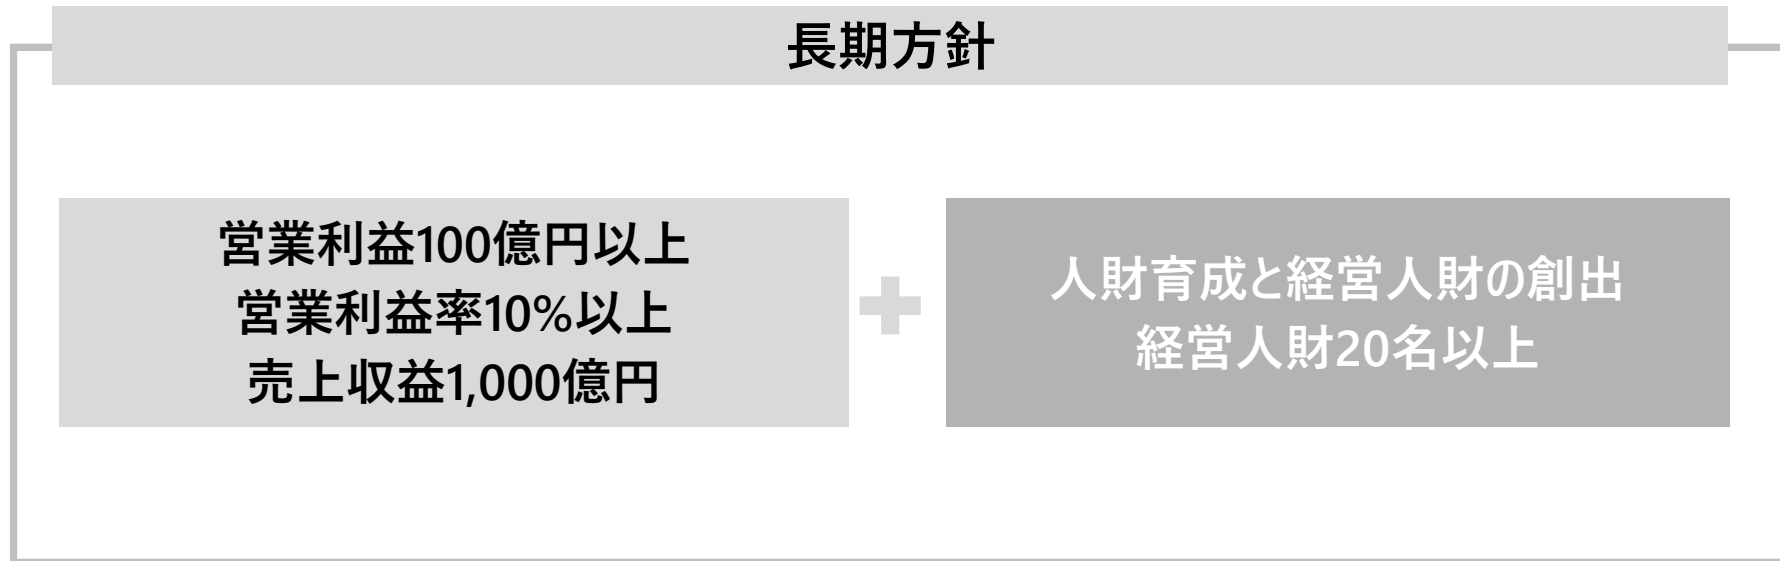 長期方針
営業利益100億円以上
営業利益率10%以上
売上収益1,000億円
人財育成と経営人財の創出
経営人財20名以上